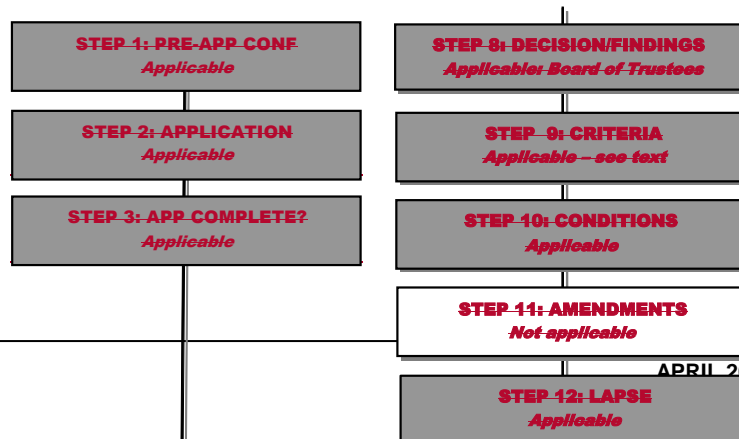 STEP 1: PRE-APP CONF
Applicable
STEP 2: APPLICATION
Applicable
STEP 3: APP COMPLETE?
Applicable
STEP 8: DECISION/FINDINGS
Applicable: Board of Trustees
STEP 9: CRITERIA
Applicable – see text
STEP 10: CONDITIONS
Applicable
STEP 11: AMENDMENTS
Not applicable
APRIL
STEP 12: LAPSE
Applicable